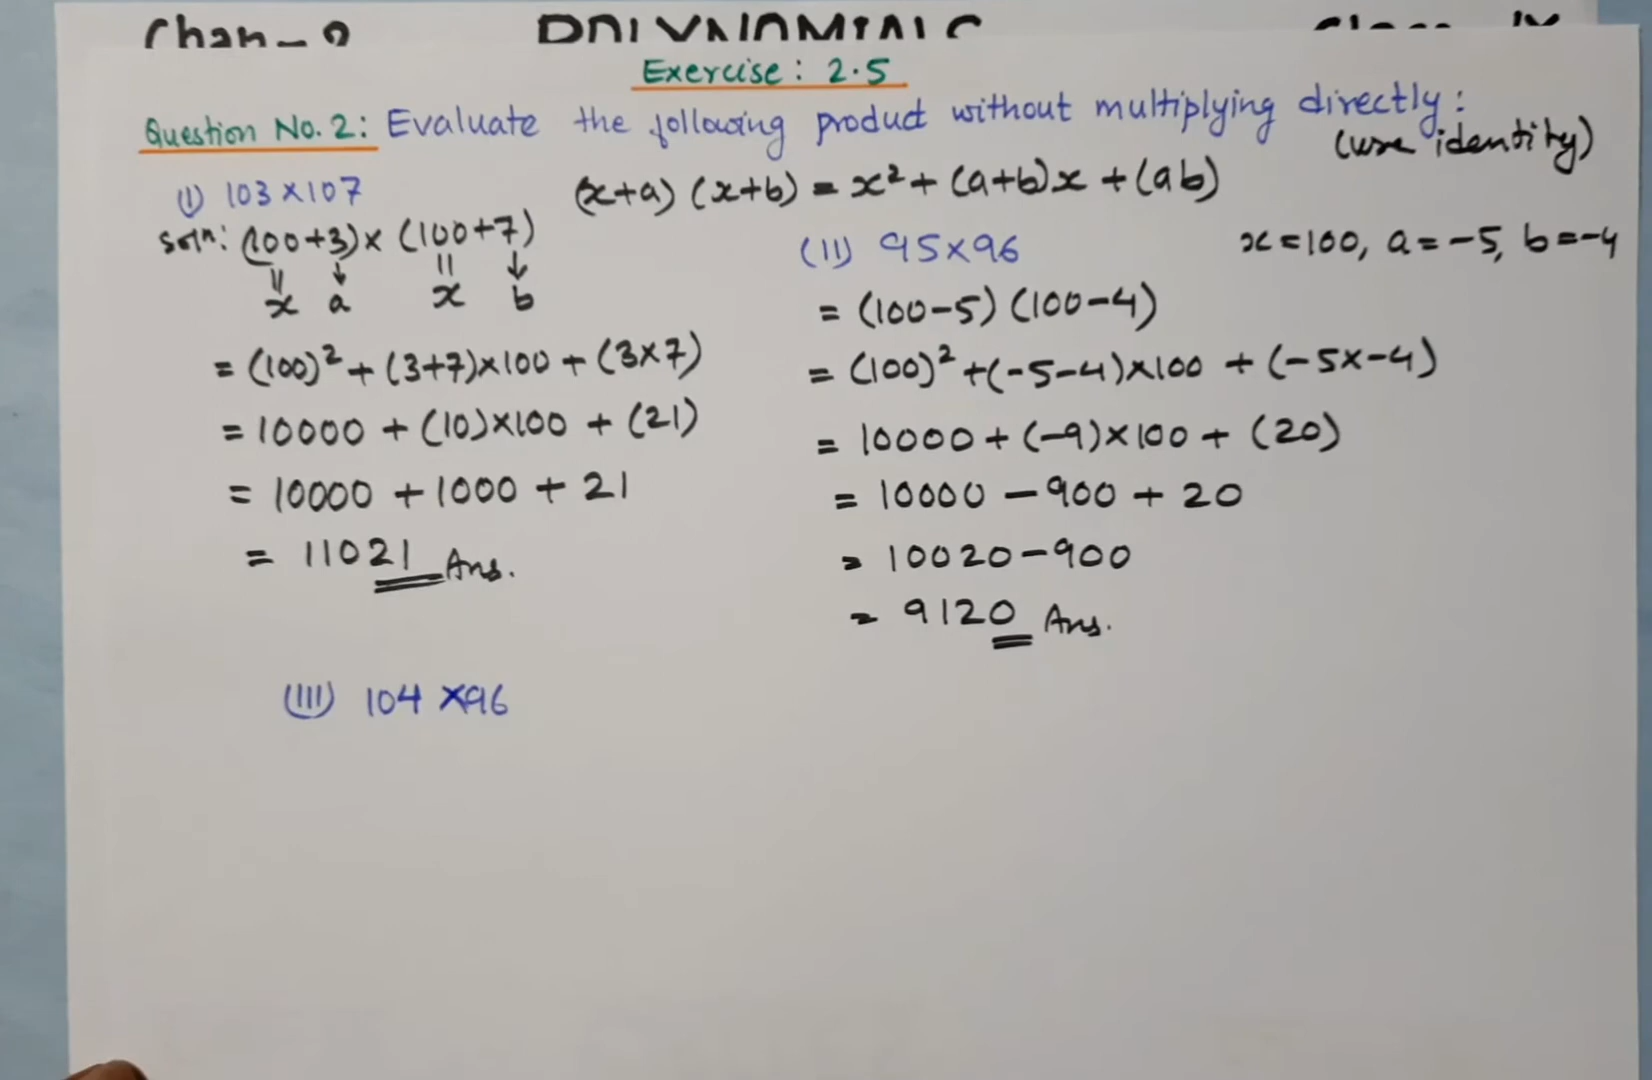 Exercise: 2.5
Question No. 2: Evaluate the following product without multiplying directly:
(use identity)
(x+a) (x+b) = x² + (a+b)x + (ab)
(I) 103 × 107
Solⁿ: (100+3) × (100+7)
x a x b
= (100)² + (3+7)×100 + (3×7)
= 10000 + (10)×100 + (21)
= 10000 + 1000 + 21
= 11021 Ans.
(II) 95×96
x = 100, a = -5, b = -4
= (100-5) (100-4)
= (100)² + (-5-4)×100 + (-5×-4)
= 10000 + (-9)×100 + (20)
= 10000 - 900 + 20
= 10020 - 900
= 9120 Ans.
(III) 104 ×96